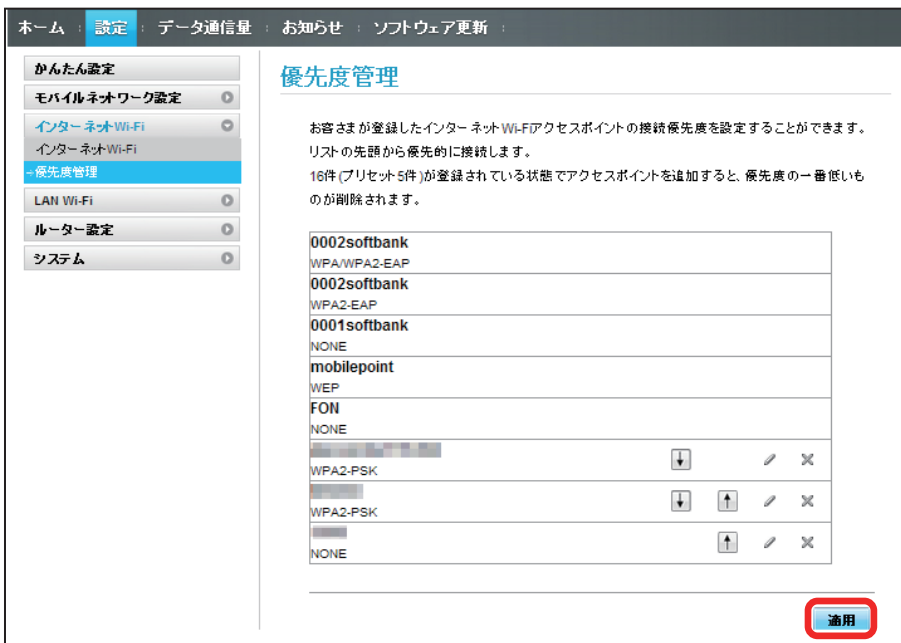 ホーム 設定 データ通信量 お知らせ ソフトウェア更新
かんたん設定
モバイルネットワーク設定
インターネットWi-Fi
インターネットWi-Fi
→優先度管理
LAN Wi-Fi
ルーター設定
システム
優先度管理
お客さまが登録したインターネットWi-Fiアクセスポイントの接続優先度を設定することができます。
リストの先頭から優先的に接続します。
16件(プリセット5件)が登録されている状態でアクセスポイントを追加すると、優先度の一番低いも
のが削除されます。
0002softbank
WPA/WPA2-EAP
0002softbank
WPA2-EAP
0001softbank
NONE
mobilepoint
WEP
FON
NONE
WPA2-PSK
WPA2-PSK
NONE
適用